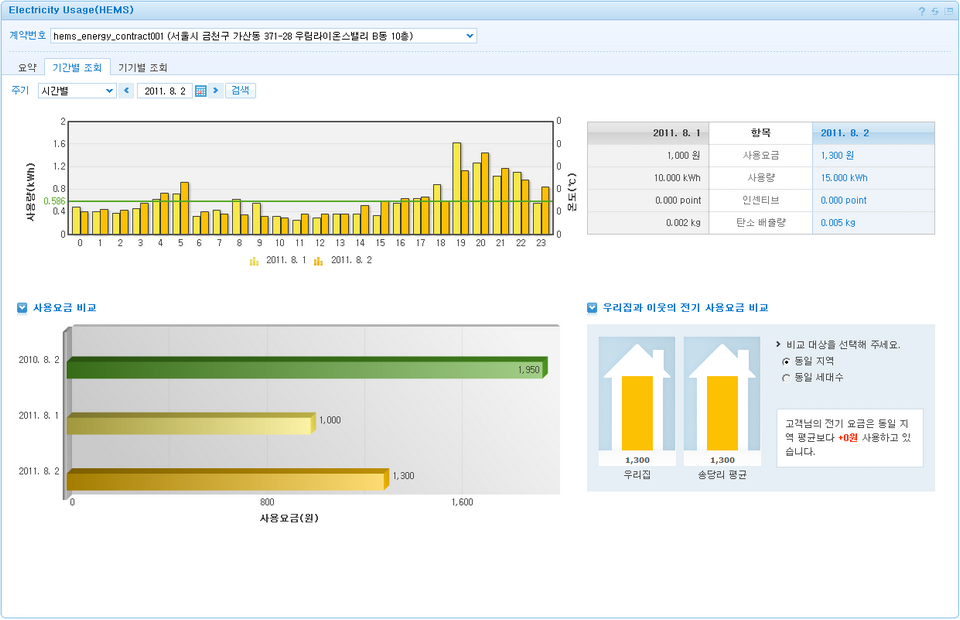 Electricity Usage(HEMS)
계약번호 hems_energy_contract001 (서울시 금천구 가산동 371-28 우림라이온스밸리 B동 10층)
요약 기간별 조회 기기별 조회
주기 시간별 2011. 8. 2 검색
사용량(kWh)
2
1.6
1.2
0.8
0.586
0.4
0
0
0
0
0
0
0
온도(℃)
0 1 2 3 4 5 6 7 8 9 10 11 12 13 14 15 16 17 18 19 20 21 22 23
2011. 8. 1 2011. 8. 2
2011. 8. 1 항목 2011. 8. 2
1,000 원 사용요금 1,300 원
10.000 kWh 사용량 15.000 kWh
0.000 point 인센티브 0.000 point
0.002 kg 탄소 배출량 0.005 kg
사용요금 비교
2010. 8. 2 1,950
2011. 8. 1 1,000
2011. 8. 2 1,300
0 800 1,600
사용요금(원)
우리집과 이웃의 전기 사용요금 비교
1,300 1,300
우리집 송당리 평균
비교 대상을 선택해 주세요.
동일 지역
동일 세대수
고객님의 전기 요금은 동일 지
역 평균보다 +0원 사용하고 있
습니다.